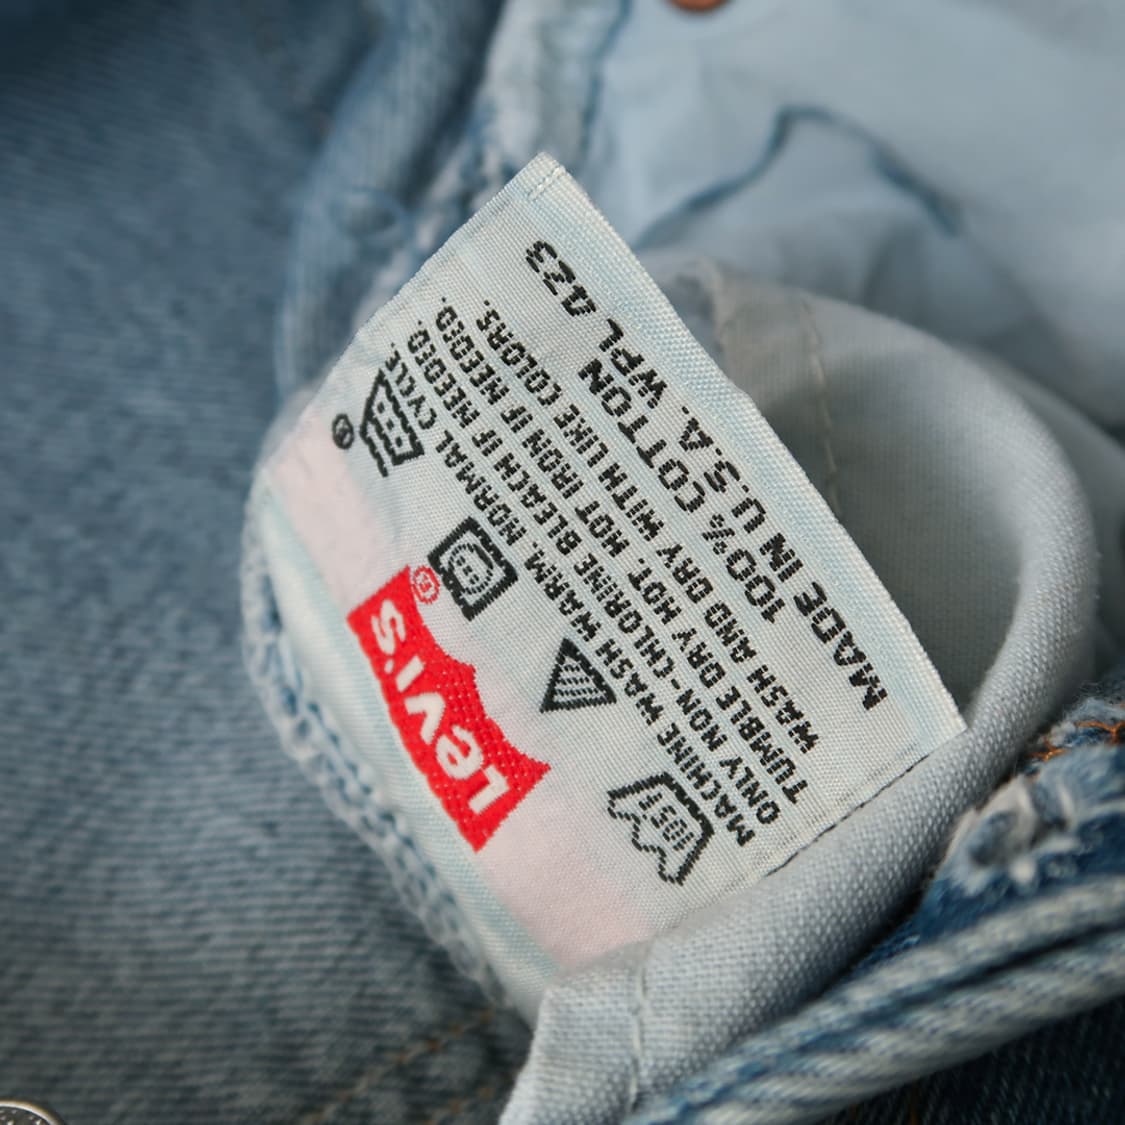 LEVI'S
®
105F
MACHINE WASH WARM, NORMAL CYCLE.
ONLY NON-CHLORINE BLEACH IF NEEDED.
TUMBLE DRY HOT. HOT IRON IF NEEDED.
WASH AND DRY WITH LIKE COLORS.
100% COTTON
MADE IN U.S.A. WPL 423